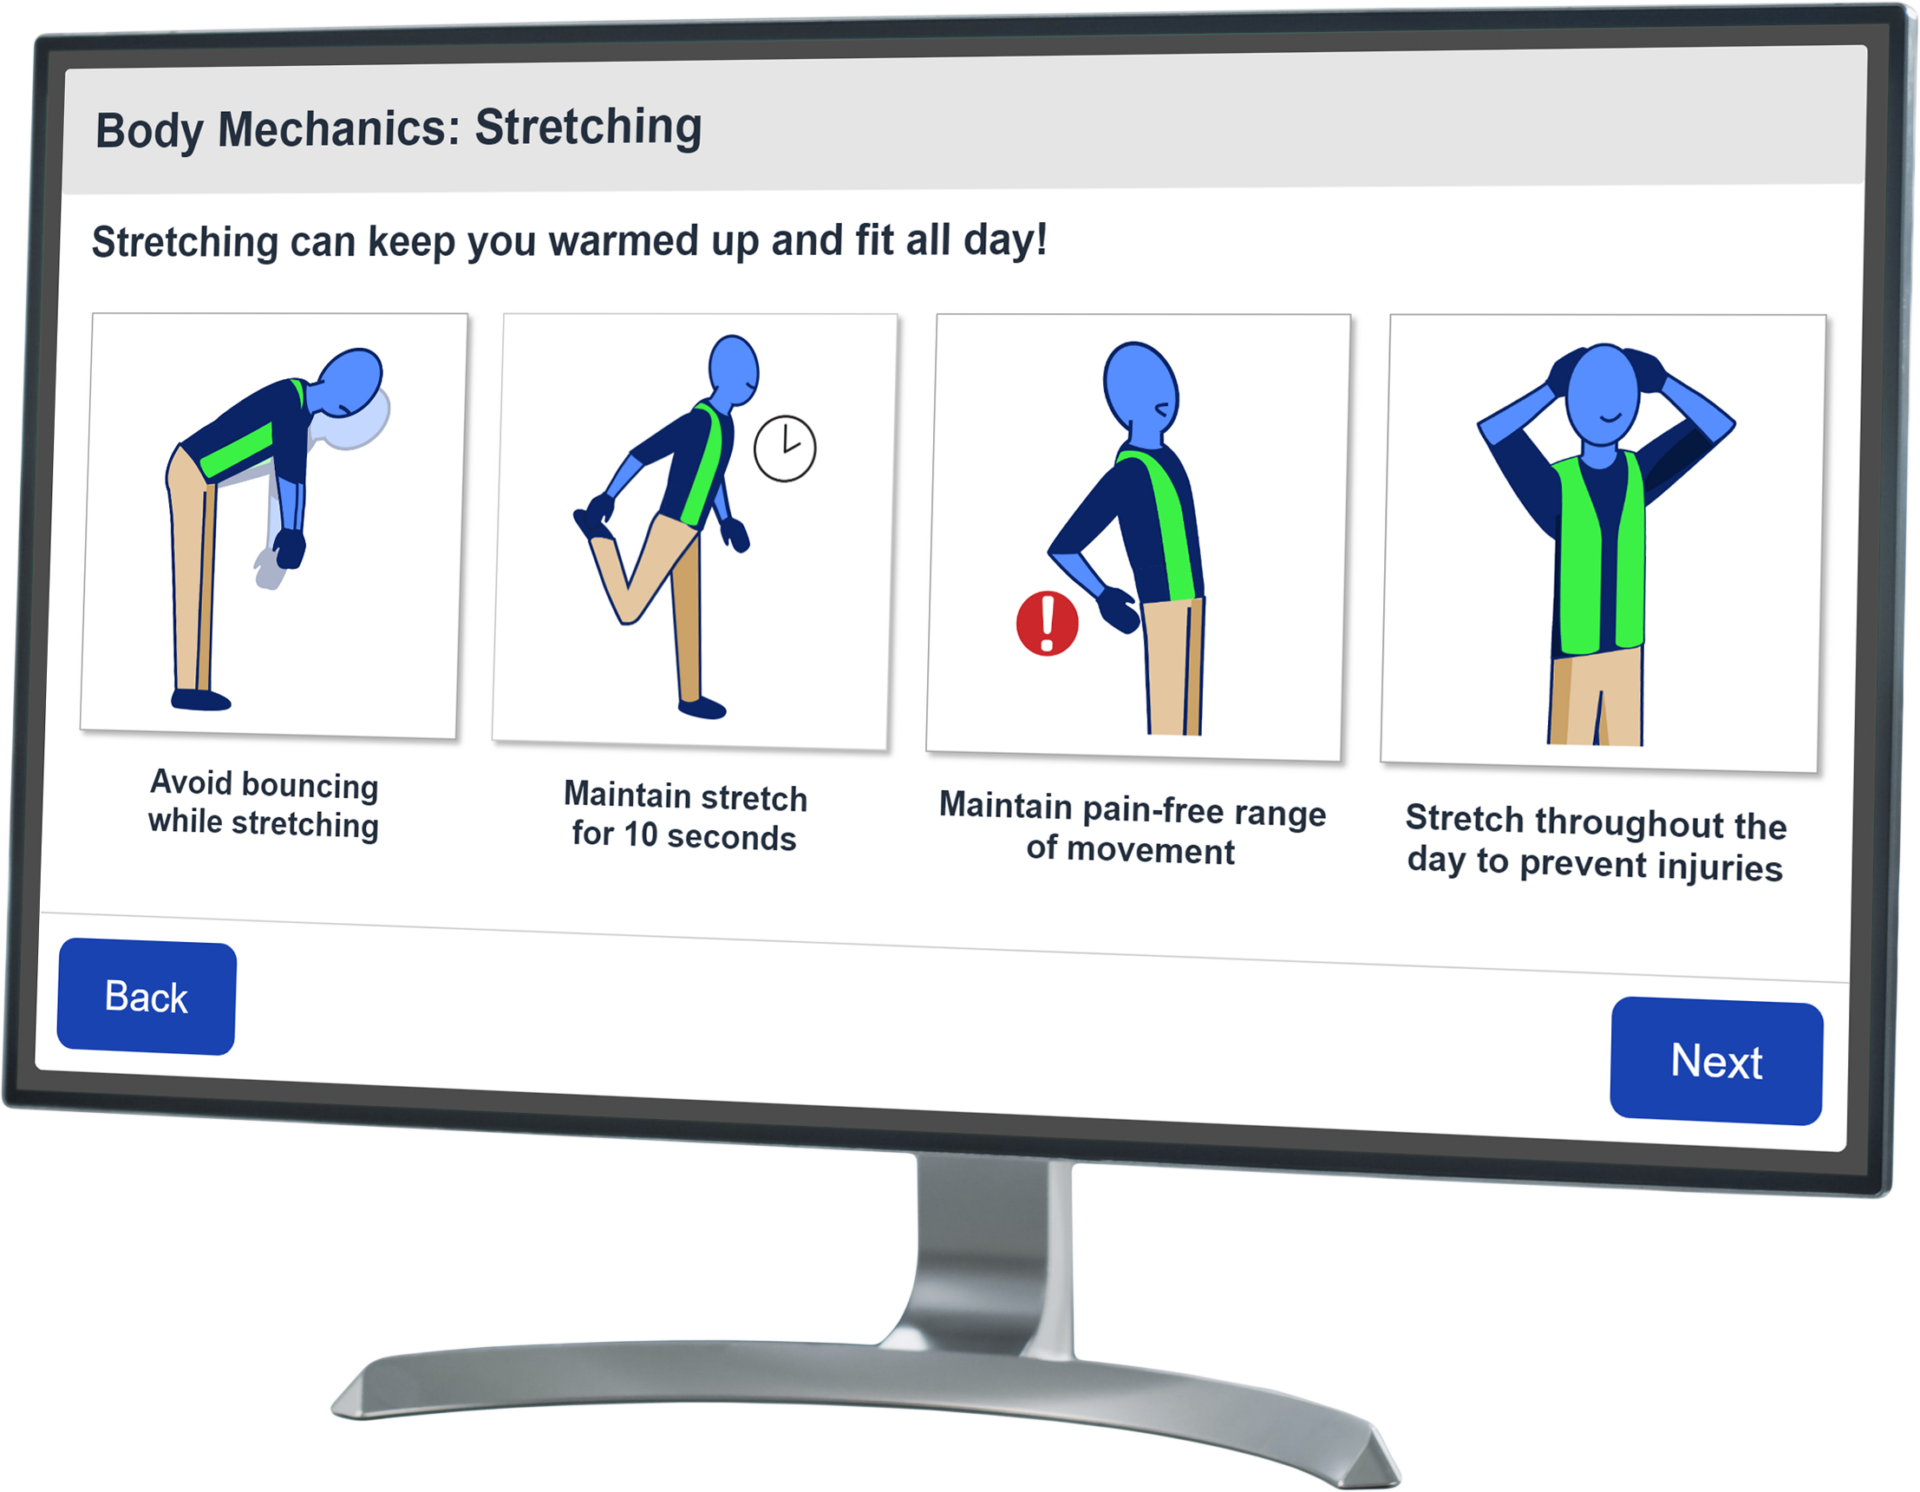 Body Mechanics: Stretching
Stretching can keep you warmed up and fit all day!
Avoid bouncing
while stretching
Maintain stretch
for 10 seconds
Maintain pain-free range
of movement
Stretch throughout the
day to prevent injuries
Back
Next